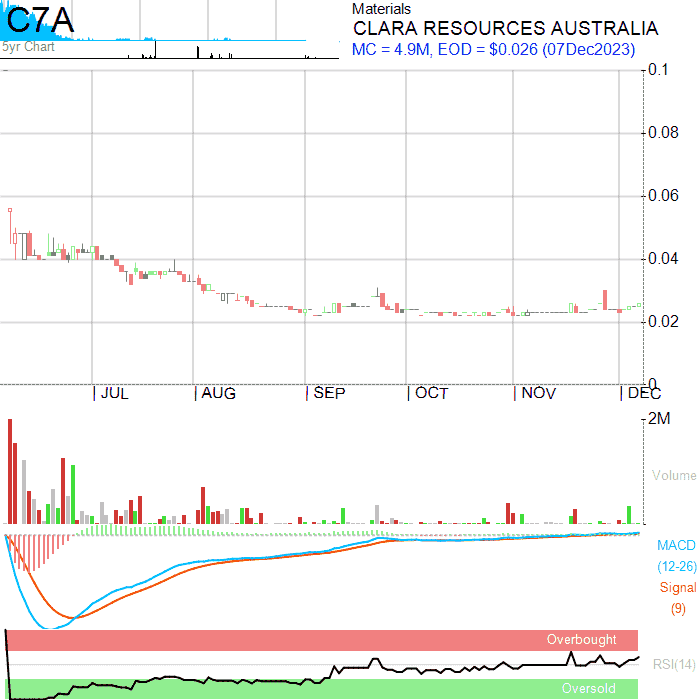 C7A
5yr Chart
Materials
CLARA RESOURCES AUSTRALIA
MC = 4.9M, EOD = $0.026 (07Dec2023)
0.1
0.08
0.06
0.04
0.02
0
JUL
AUG
SEP
OCT
NOV
DEC
2M
Volume
MACD
(12-26)
Signal
(9)
Overbought
RSI(14)
Oversold